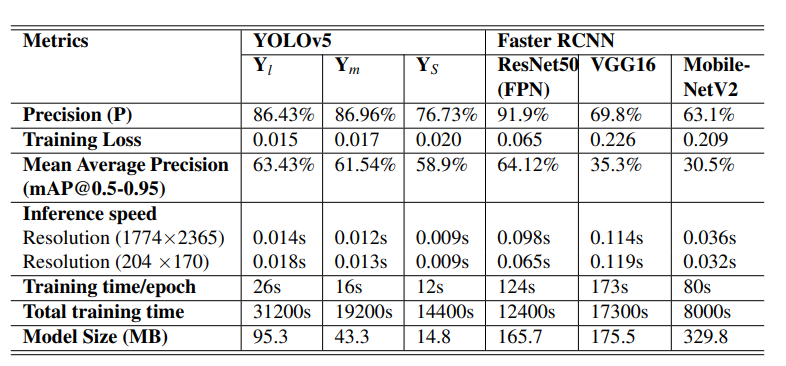 Metrics YOLOv5 Faster RCNN
Yl Ym YS ResNet50 VGG16 Mobile-
(FPN) NetV2
Precision (P) 86.43% 86.96% 76.73% 91.9% 69.8% 63.1%
Training Loss 0.015 0.017 0.020 0.065 0.226 0.209
Mean Average Precision 63.43% 61.54% 58.9% 64.12% 35.3% 30.5%
(mAP@0.5-0.95)
Inference speed
Resolution (1774×2365) 0.014s 0.012s 0.009s 0.098s 0.114s 0.036s
Resolution (204 ×170) 0.018s 0.013s 0.009s 0.065s 0.119s 0.032s
Training time/epoch 26s 16s 12s 124s 173s 80s
Total training time 31200s 19200s 14400s 12400s 17300s 8000s
Model Size (MB) 95.3 43.3 14.8 165.7 175.5 329.8